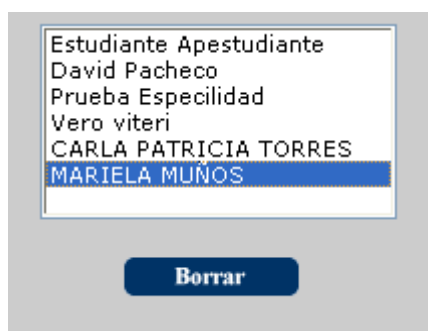 Estudiante Apestudiante
David Pacheco
Prueba Especilidad
Vero viteri
CARLA PATRICIA TORRES
MARIELA MUÑOS
Borrar